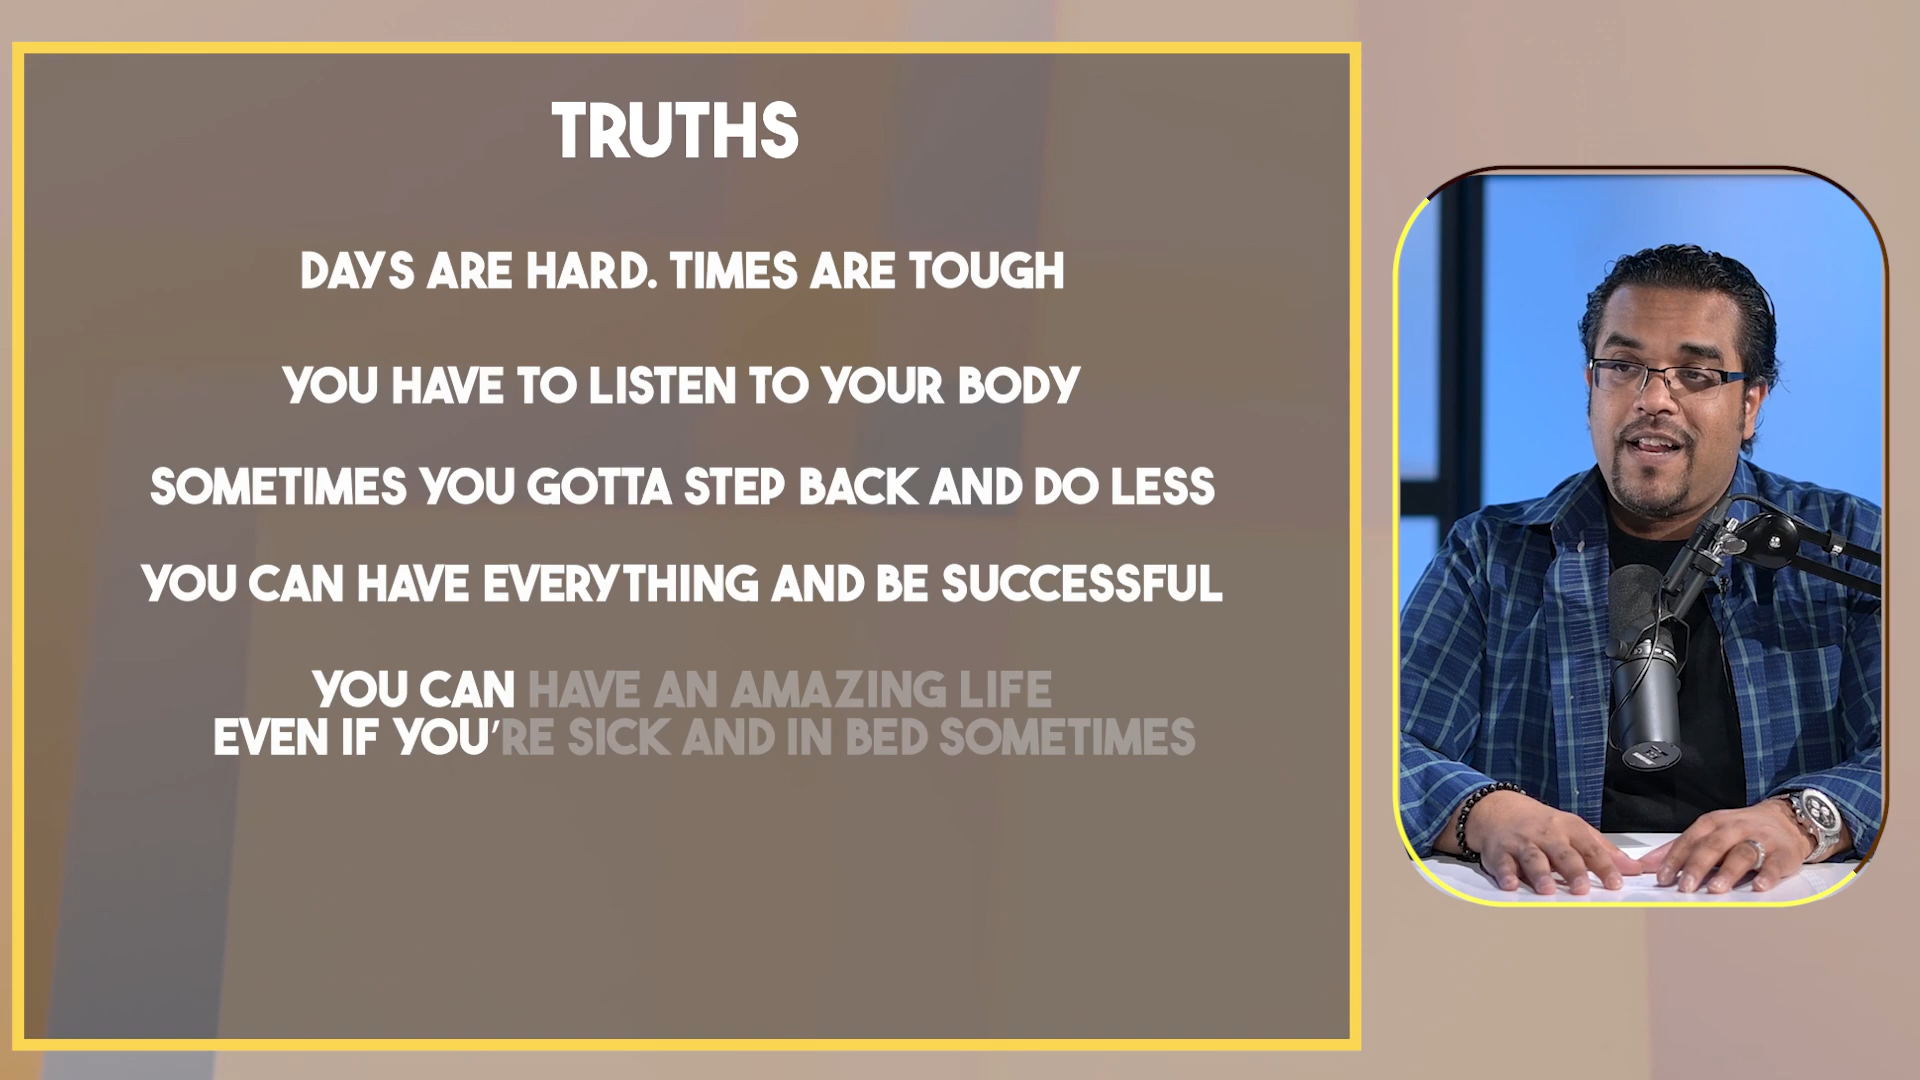 TRUTHS
DAYS ARE HARD. TIMES ARE TOUGH
YOU HAVE TO LISTEN TO YOUR BODY
SOMETIMES YOU GOTTA STEP BACK AND DO LESS
YOU CAN HAVE EVERYTHING AND BE SUCCESSFUL
YOU CAN HAVE AN AMAZING LIFE
EVEN IF YOU'RE SICK AND IN BED SOMETIMES